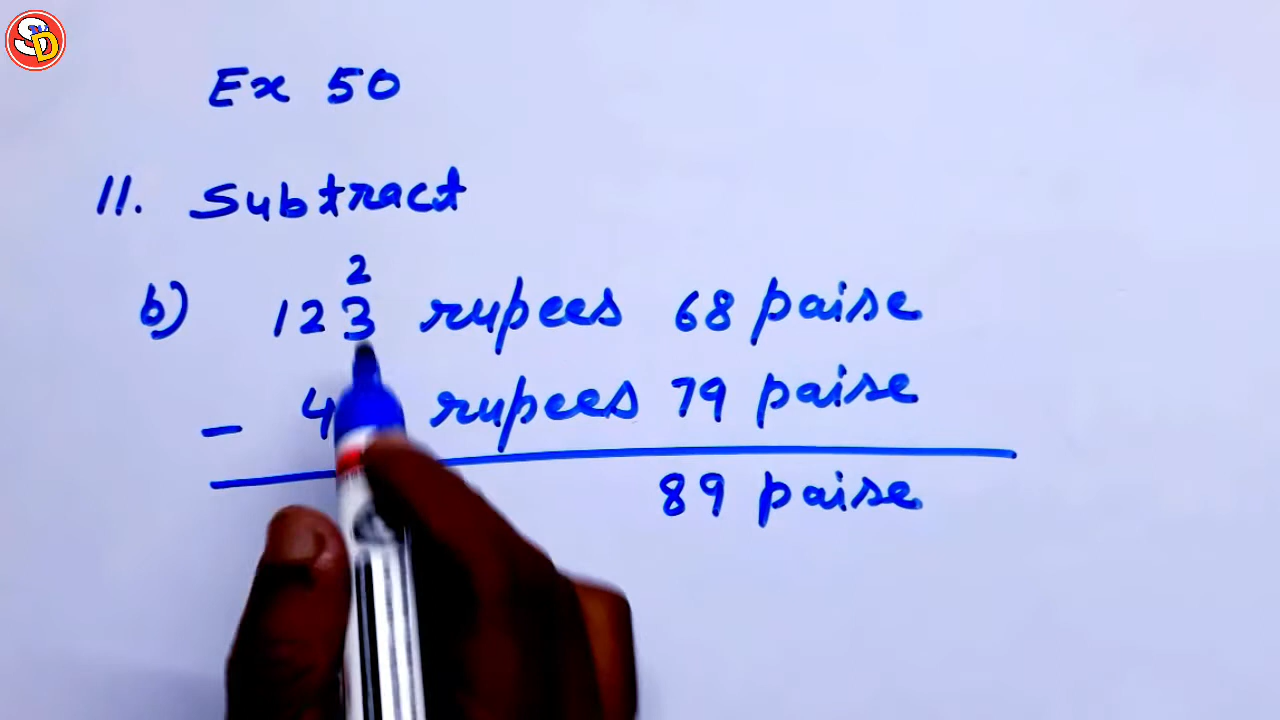 SD
Ex 50
11. Subtract
2
b) 123 rupees 68 paise
- 4 rupees 79 paise
89 paise